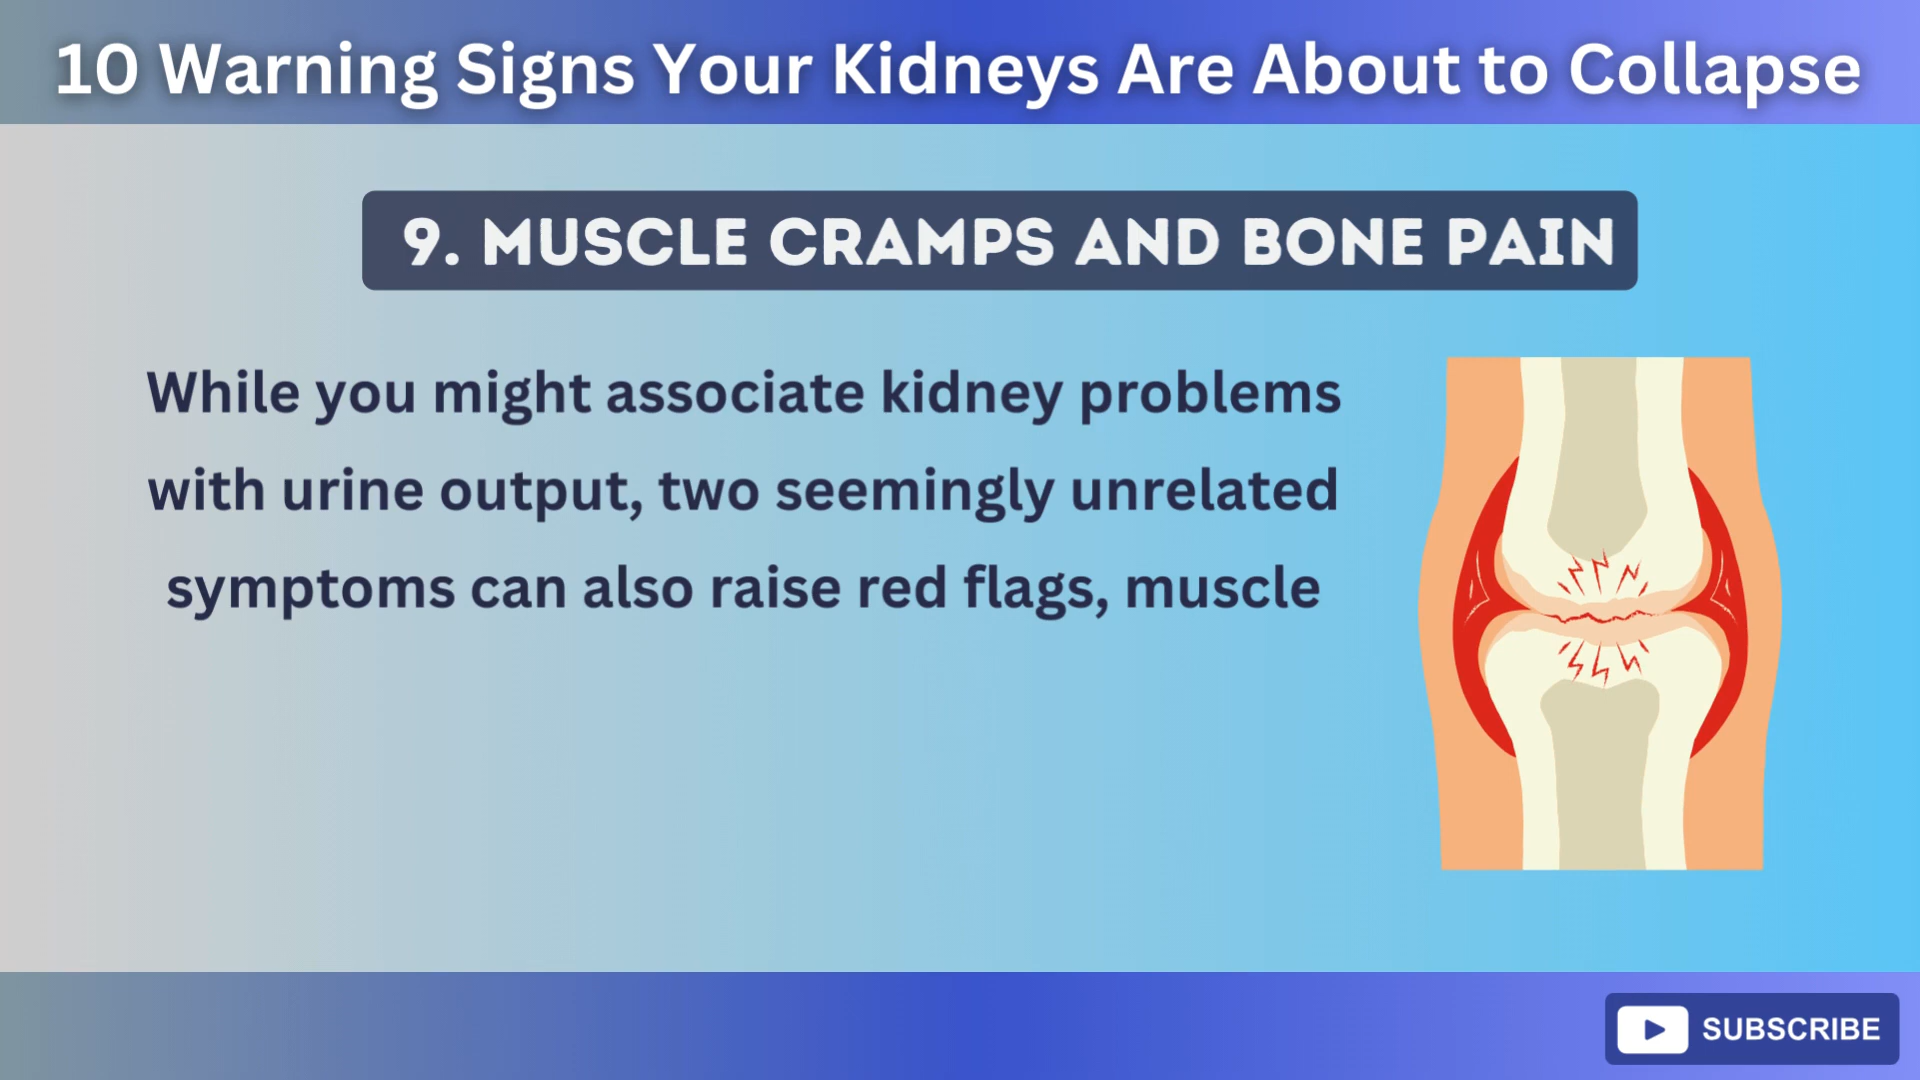 10 Warning Signs Your Kidneys Are About to Collapse
9. MUSCLE CRAMPS AND BONE PAIN
While you might associate kidney problems
with urine output, two seemingly unrelated
symptoms can also raise red flags, muscle
SUBSCRIBE